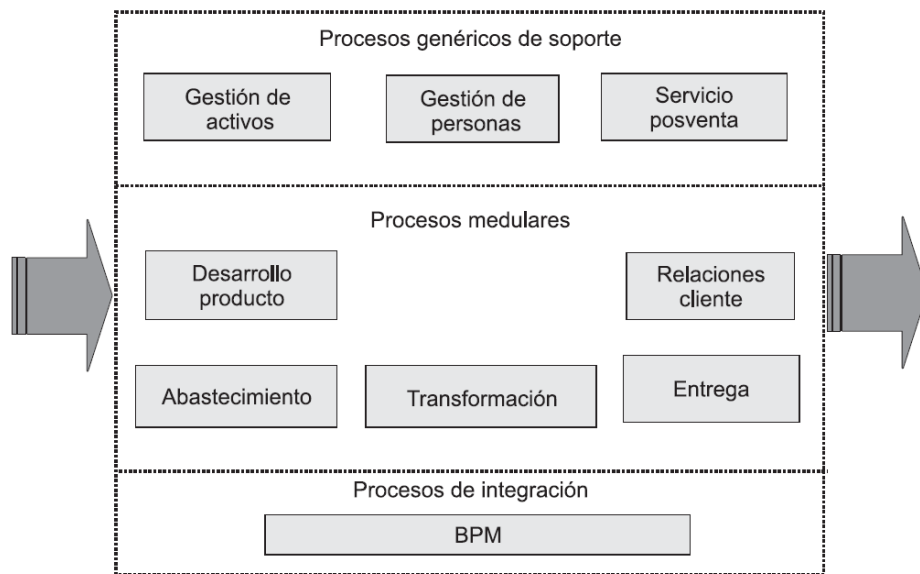 Procesos genéricos de soporte
Gestión de
activos
Gestión de
personas
Servicio
posventa
Procesos medulares
Desarrollo
producto
Relaciones
cliente
Abastecimiento
Transformación
Entrega
Procesos de integración
BPM